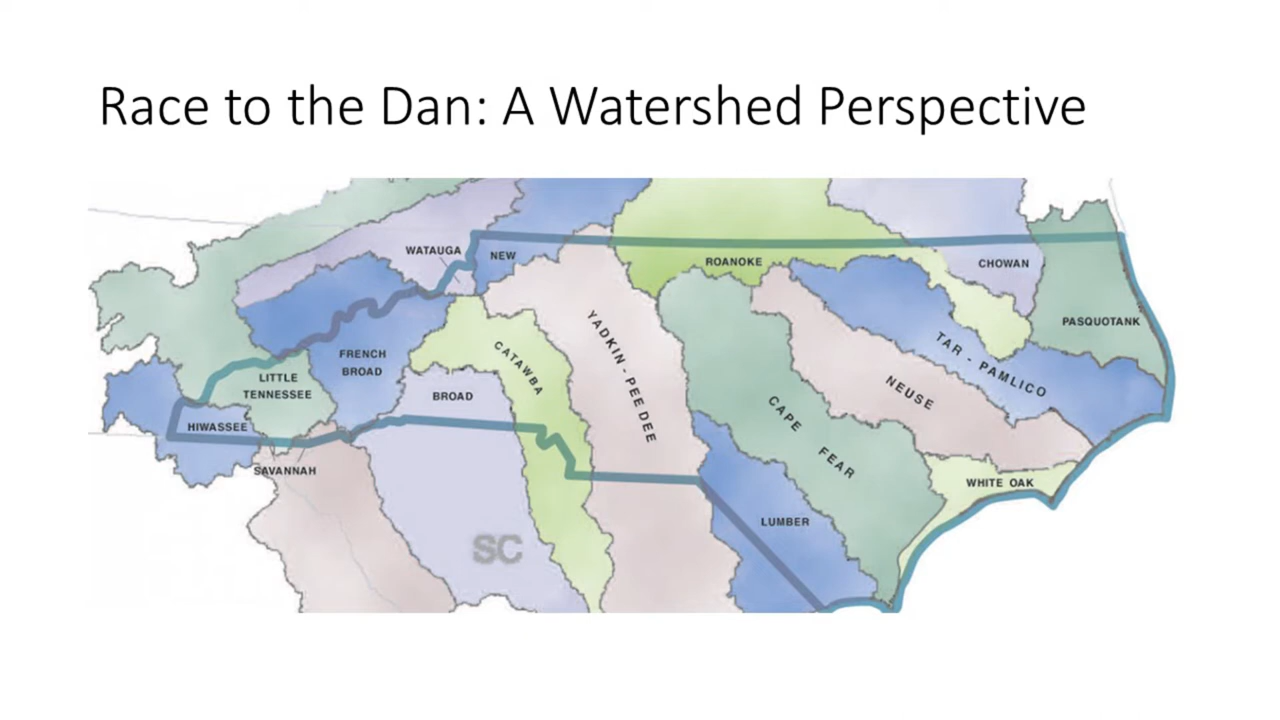 Race to the Dan: A Watershed Perspective
WATAUGA
NEW
ROANOKE
CHOWAN
PASQUOTANK
YADKIN - PEE DEE
TAR - PAMLICO
CATAWBA
FRENCH
BROAD
LITTLE
TENNESSEE
BROAD
NEUSE
CAPE FEAR
HIWASSEE
SAVANNAH
WHITE OAK
LUMBER
SC